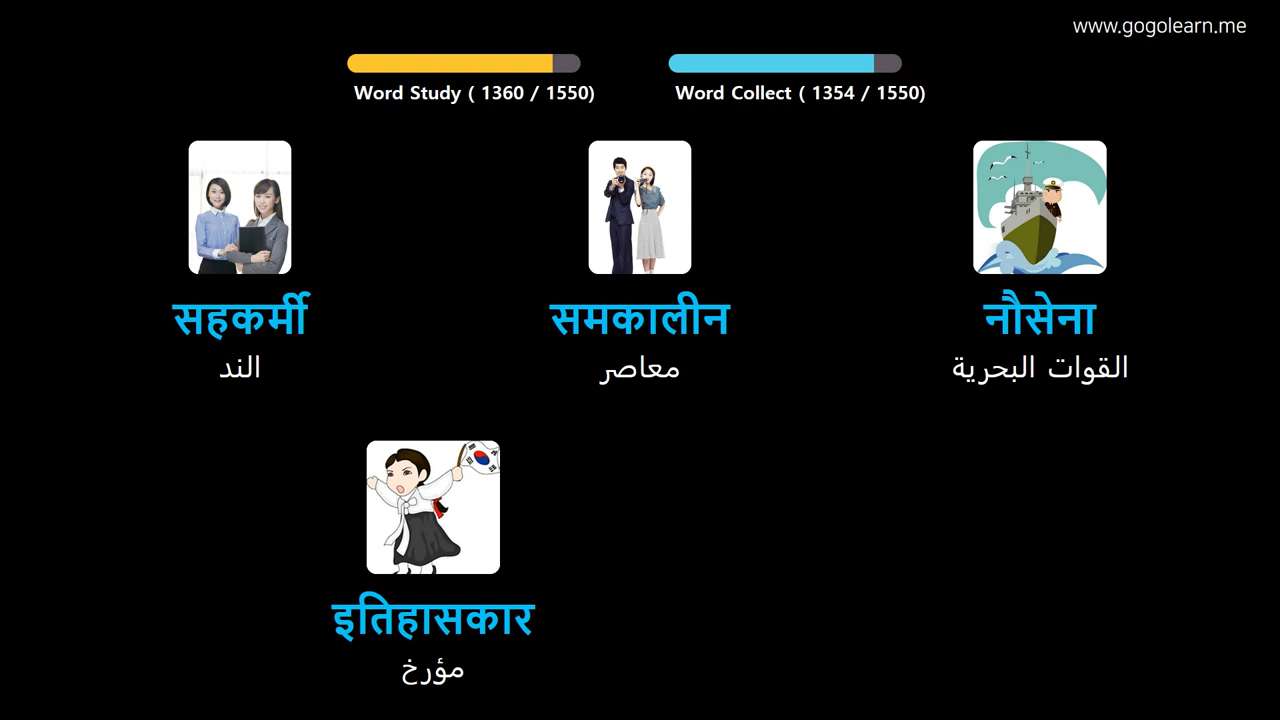 www.gogolearn.me
Word Study ( 1360 / 1550)
Word Collect ( 1354 / 1550)
सहकर्मी
الند
समकालीन
معاصر
नौसेना
القوات البحرية
इतिहासकार
مؤرخ